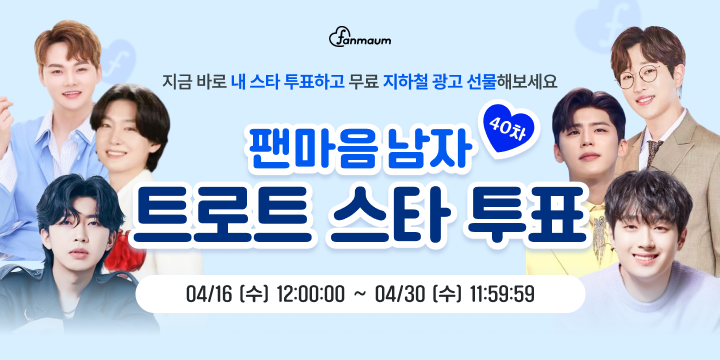 fanmaum
지금 바로 내 스타 투표하고 무료 지하철 광고 선물해보세요
팬마음 남자 40차
트로트 스타 투표
04/16 (수) 12:00:00 ~ 04/30 (수) 11:59:59